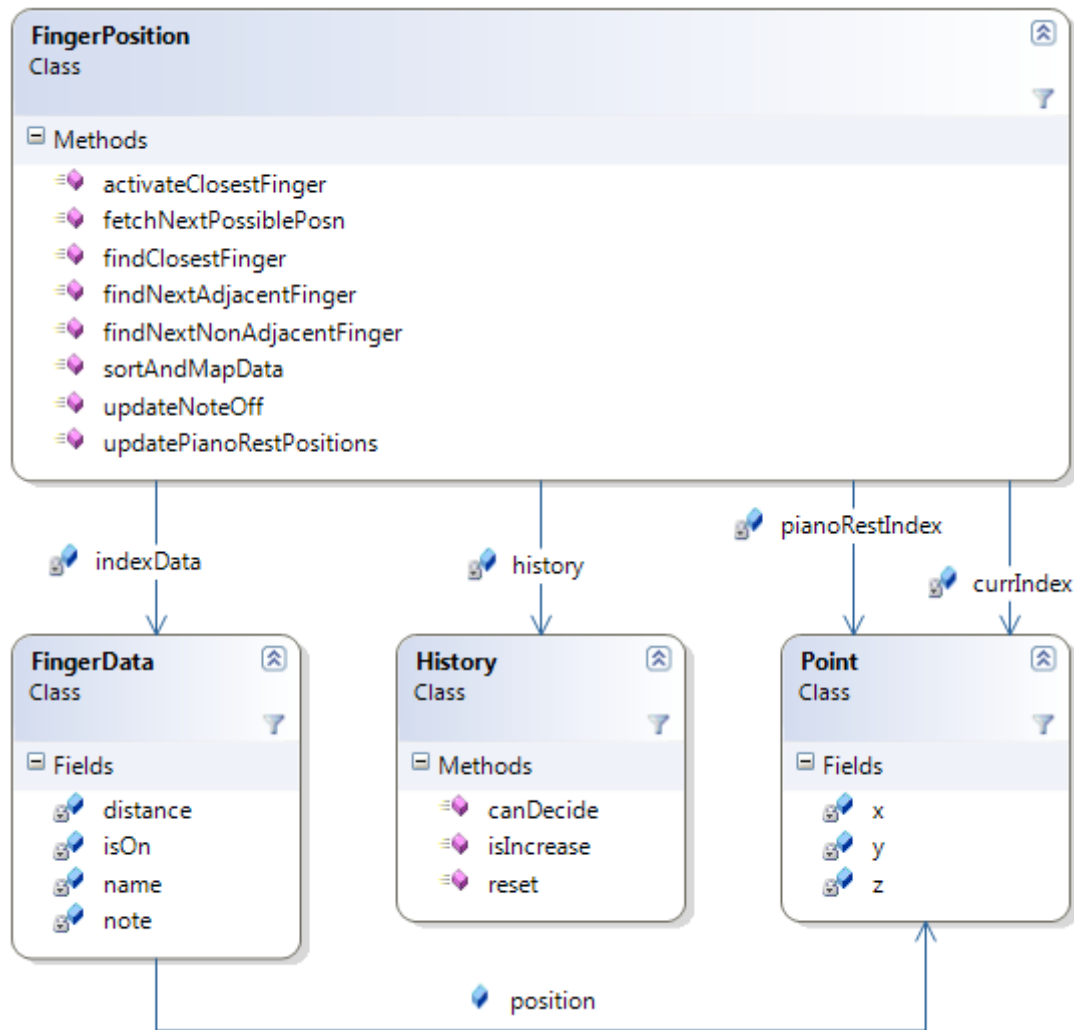 FingerPosition
Class
Methods
activateClosestFinger
fetchNextPossiblePosn
findClosestFinger
findNextAdjacentFinger
findNextNonAdjacentFinger
sortAndMapData
updateNoteOff
updatePianoRestPositions
indexData
history
pianoRestIndex
currIndex
FingerData
Class
Fields
distance
isOn
name
note
History
Class
Methods
canDecide
isIncrease
reset
Point
Class
Fields
x
y
z
position